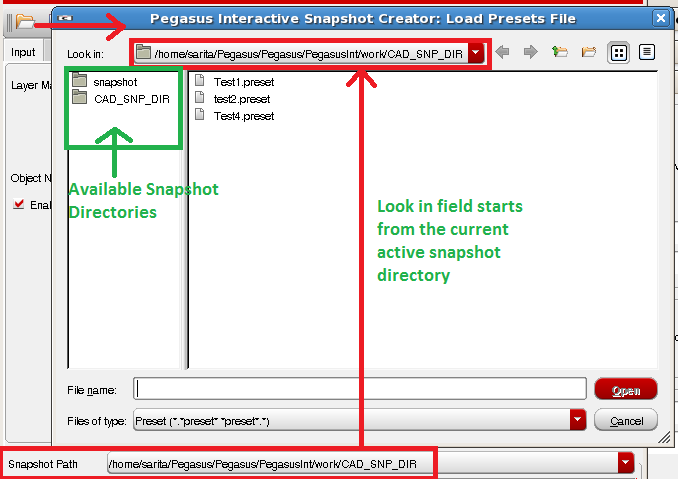 Pegasus Interactive Snapshot Creator: Load Presets File
Input
Look in: /home/sarita/Pegasus/Pegasus/PegasusInt/work/CAD_SNP_DIR
Layer Ma
snapshot
CAD_SNP_DIR
Test1.preset
test2.preset
Test4.preset
Object N
Enal
Available Snapshot
Directories
Look in field starts
from the current
active snapshot
directory
File name:
Open
Files of type: Preset (*.*preset* *preset*.*)
Cancel
Snapshot Path /home/sarita/Pegasus/Pegasus/PegasusInt/work/CAD_SNP_DIR